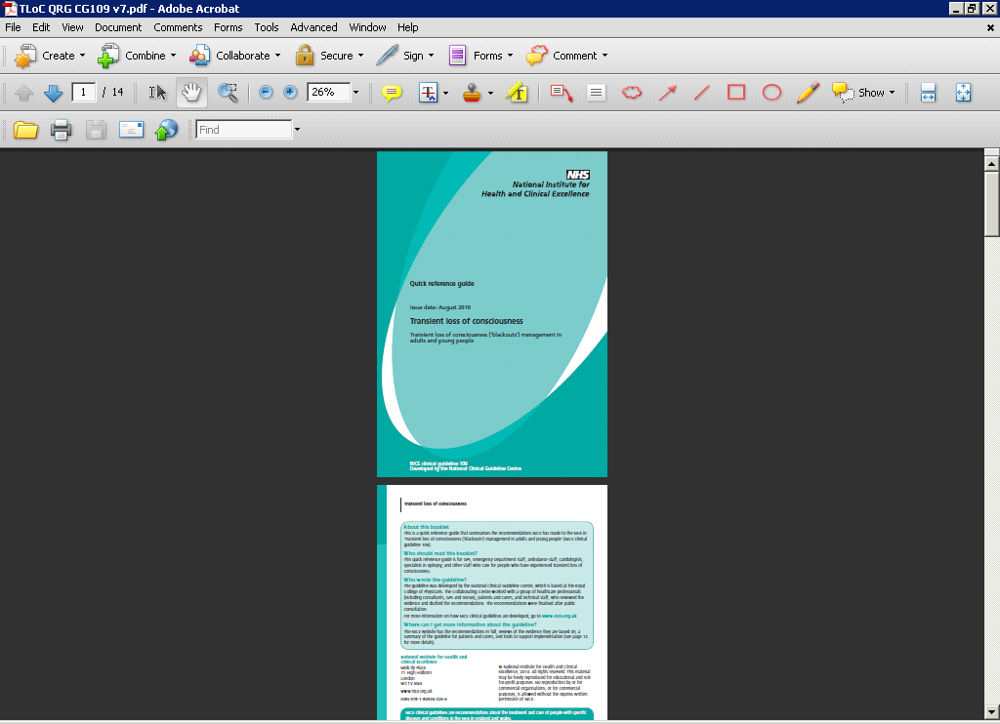 TLoC QRG CG109 v7.pdf - Adobe Acrobat
File Edit View Document Comments Forms Tools Advanced Window Help
Create Combine Collaborate Secure Sign Forms Comment
1 / 14 26% Show
Find
NHS
National Institute for
Health and Clinical Excellence
Quick reference guide
Issue date: August 2010
Transient loss of consciousness
Transient loss of consciousness ('blackouts') management in
adults and young people
NICE clinical guideline 109
Developed by the National Clinical Guideline Centre
Transient loss of consciousness
About this booklet
This is a quick reference guide that summarises the recommendations NICE has made to the NHS in
'Transient loss of consciousness ('blackouts') management in adults and young people' (NICE clinical
guideline 109).
Who should read this booklet?
This quick reference guide is for GPs, emergency department staff, ambulance staff, cardiologists,
specialists in epilepsy, and other staff who care for people who have experienced transient loss of
consciousness.
Who wrote the guideline?
The guideline was developed by the National Clinical Guideline Centre, which is based at the Royal
College of Physicians. The Collaborating Centre worked with a group of healthcare professionals
(including consultants, GPs and nurses), patients and carers, and technical staff, who reviewed the
evidence and drafted the recommendations. The recommendations were finalised after public
consultation.
For more information on how NICE clinical guidelines are developed, go to www.nice.org.uk
Where can I get more information about the guideline?
The NICE website has the recommendations in full, reviews of the evidence they are based on, a
summary of the guideline for patients and carers, and tools to support implementation (see page 13
for more details).
National Institute for Health and
Clinical Excellence
MidCity Place
71 High Holborn
London
WC1V 6NA
www.nice.org.uk
© National Institute for Health and Clinical
Excellence, 2010. All rights reserved. This material
may be freely reproduced for educational and not-
for-profit purposes. No reproduction by or for
commercial organisations, or for commercial
purposes, is allowed without the express written
permission of NICE.
NICE clinical guidelines are recommendations about the treatment and care of people with specific
diseases and conditions in the NHS in England and Wales.